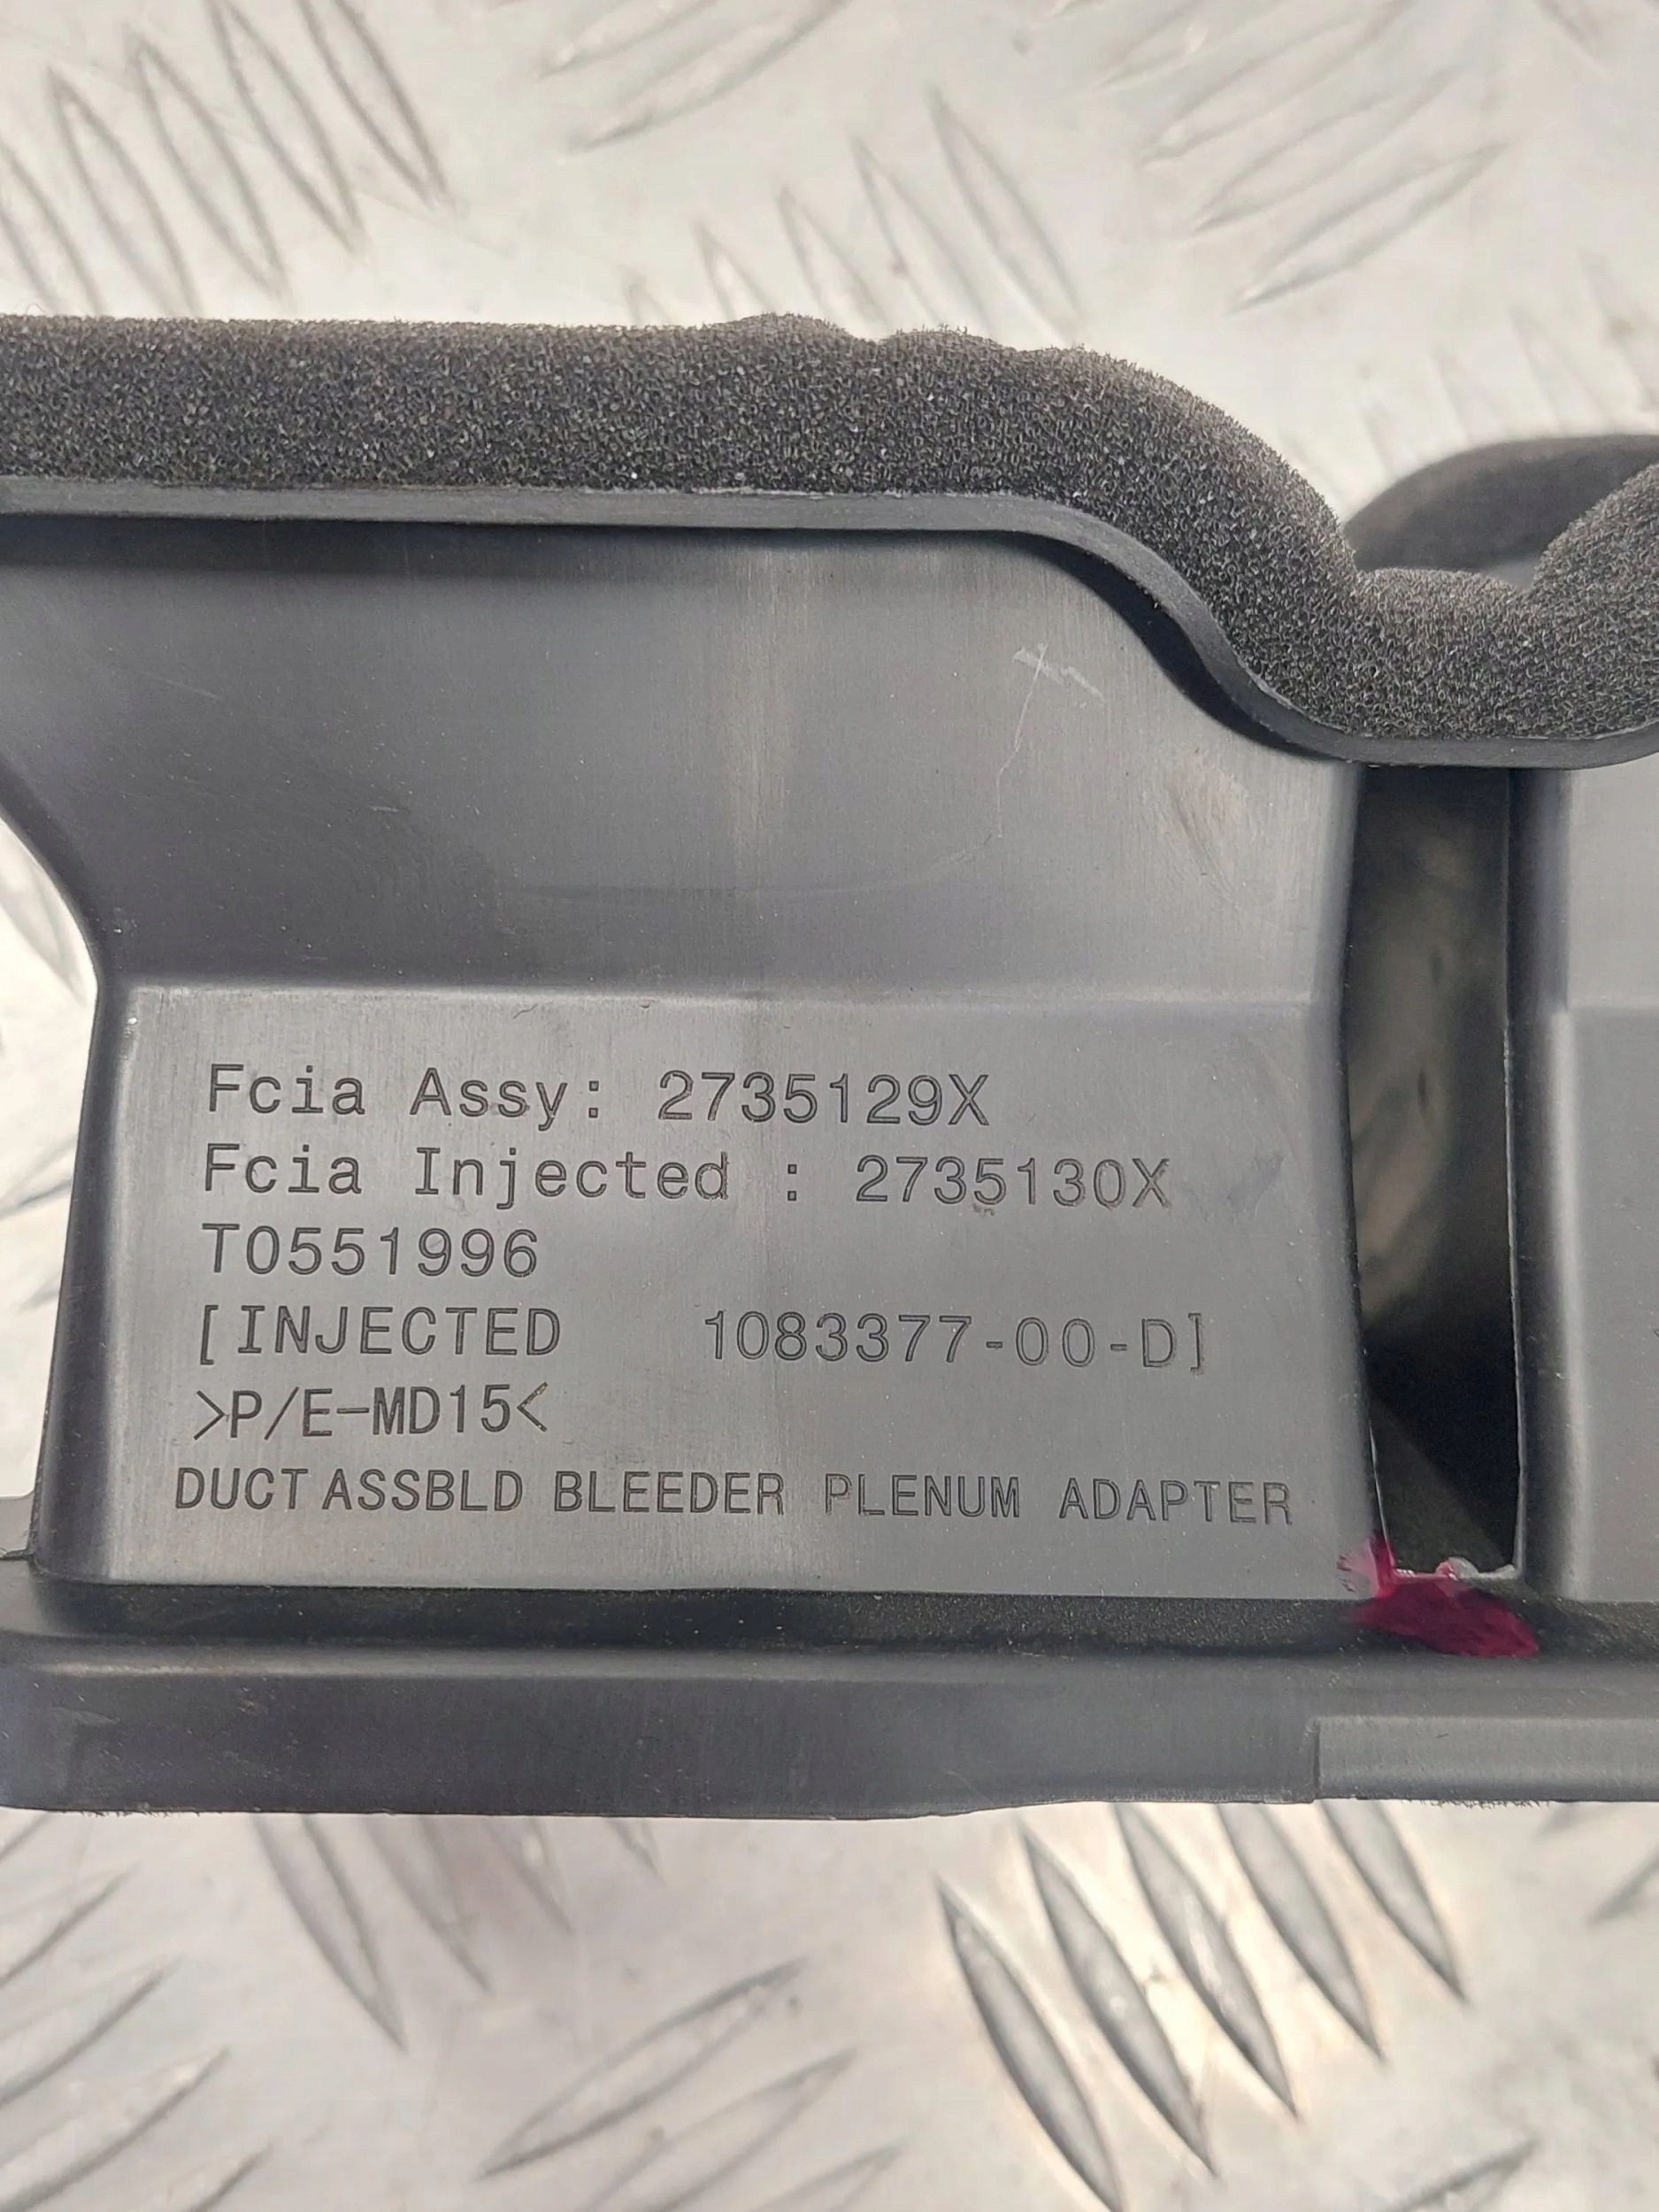 Fcia Assy: 2735129X
Fcia Injected : 2735130X
T0551996
[INJECTED 1083377-00-D]
>P/E-MD15<
DUCT ASSBLD BLEEDER PLENUM ADAPTER